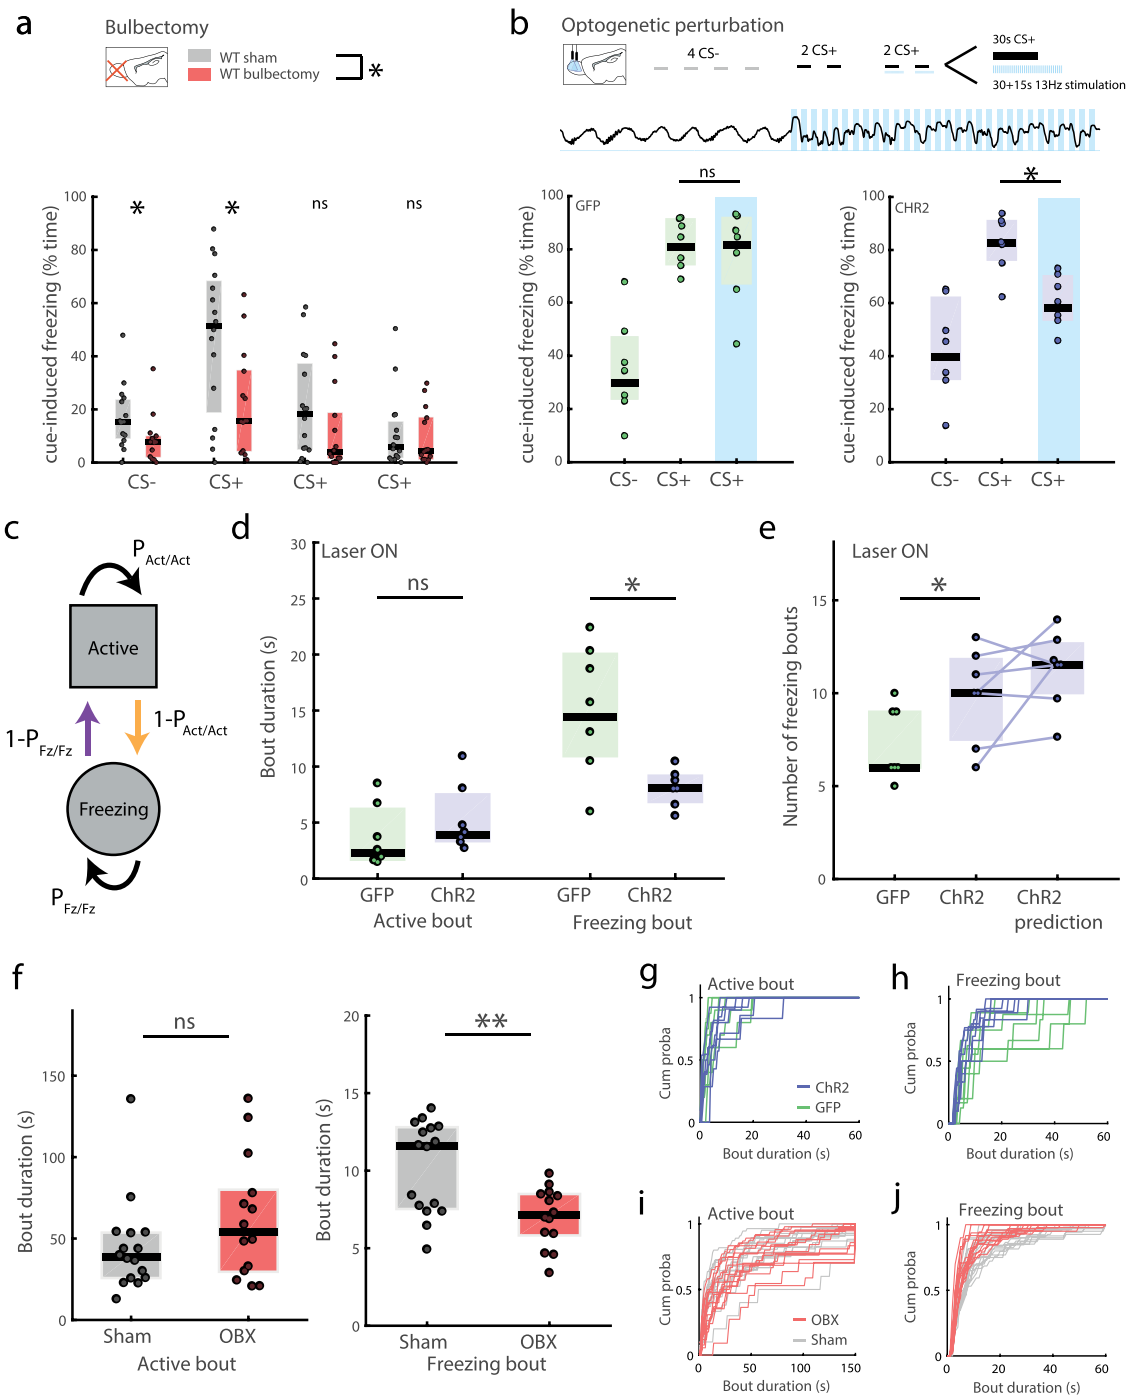 a
Bulbectomy
WT sham
WT bulbectomy
*
cue-induced freezing (% time)
100
80
60
40
20
0
*
*
ns
ns
CS-
CS+
CS+
CS+
b
Optogenetic perturbation
4 CS-
2 CS+
2 CS+
30s CS+
30+15s 13Hz stimulation
cue-induced freezing (% time)
100
80
60
40
20
0
GFP
ns
CS-
CS+
CS+
cue-induced freezing (% time)
100
80
60
40
20
0
CHR2
*
CS-
CS+
CS+
c
P Act/Act
Active
1-P Fz/Fz
1-P Act/Act
Freezing
P Fz/Fz
d
Laser ON
Bout duration (s)
30
25
20
15
10
5
0
ns
*
GFP
ChR2
GFP
ChR2
Active bout
Freezing bout
e
Laser ON
Number of freezing bouts
15
10
5
0
*
GFP
ChR2
ChR2
prediction
f
Bout duration (s)
150
100
50
0
ns
Sham
OBX
Active bout
Bout duration (s)
20
15
10
5
0
**
Sham
OBX
Freezing bout
g
Active bout
Cum proba
1
0.5
0
ChR2
GFP
0
20
40
60
Bout duration (s)
h
Freezing bout
Cum proba
1
0.5
0
0
20
40
60
Bout duration (s)
i
Active bout
Cum proba
1
0.5
0
OBX
Sham
0
50
100
150
Bout duration (s)
j
Freezing bout
Cum proba
1
0.5
0
0
20
40
60
Bout duration (s)